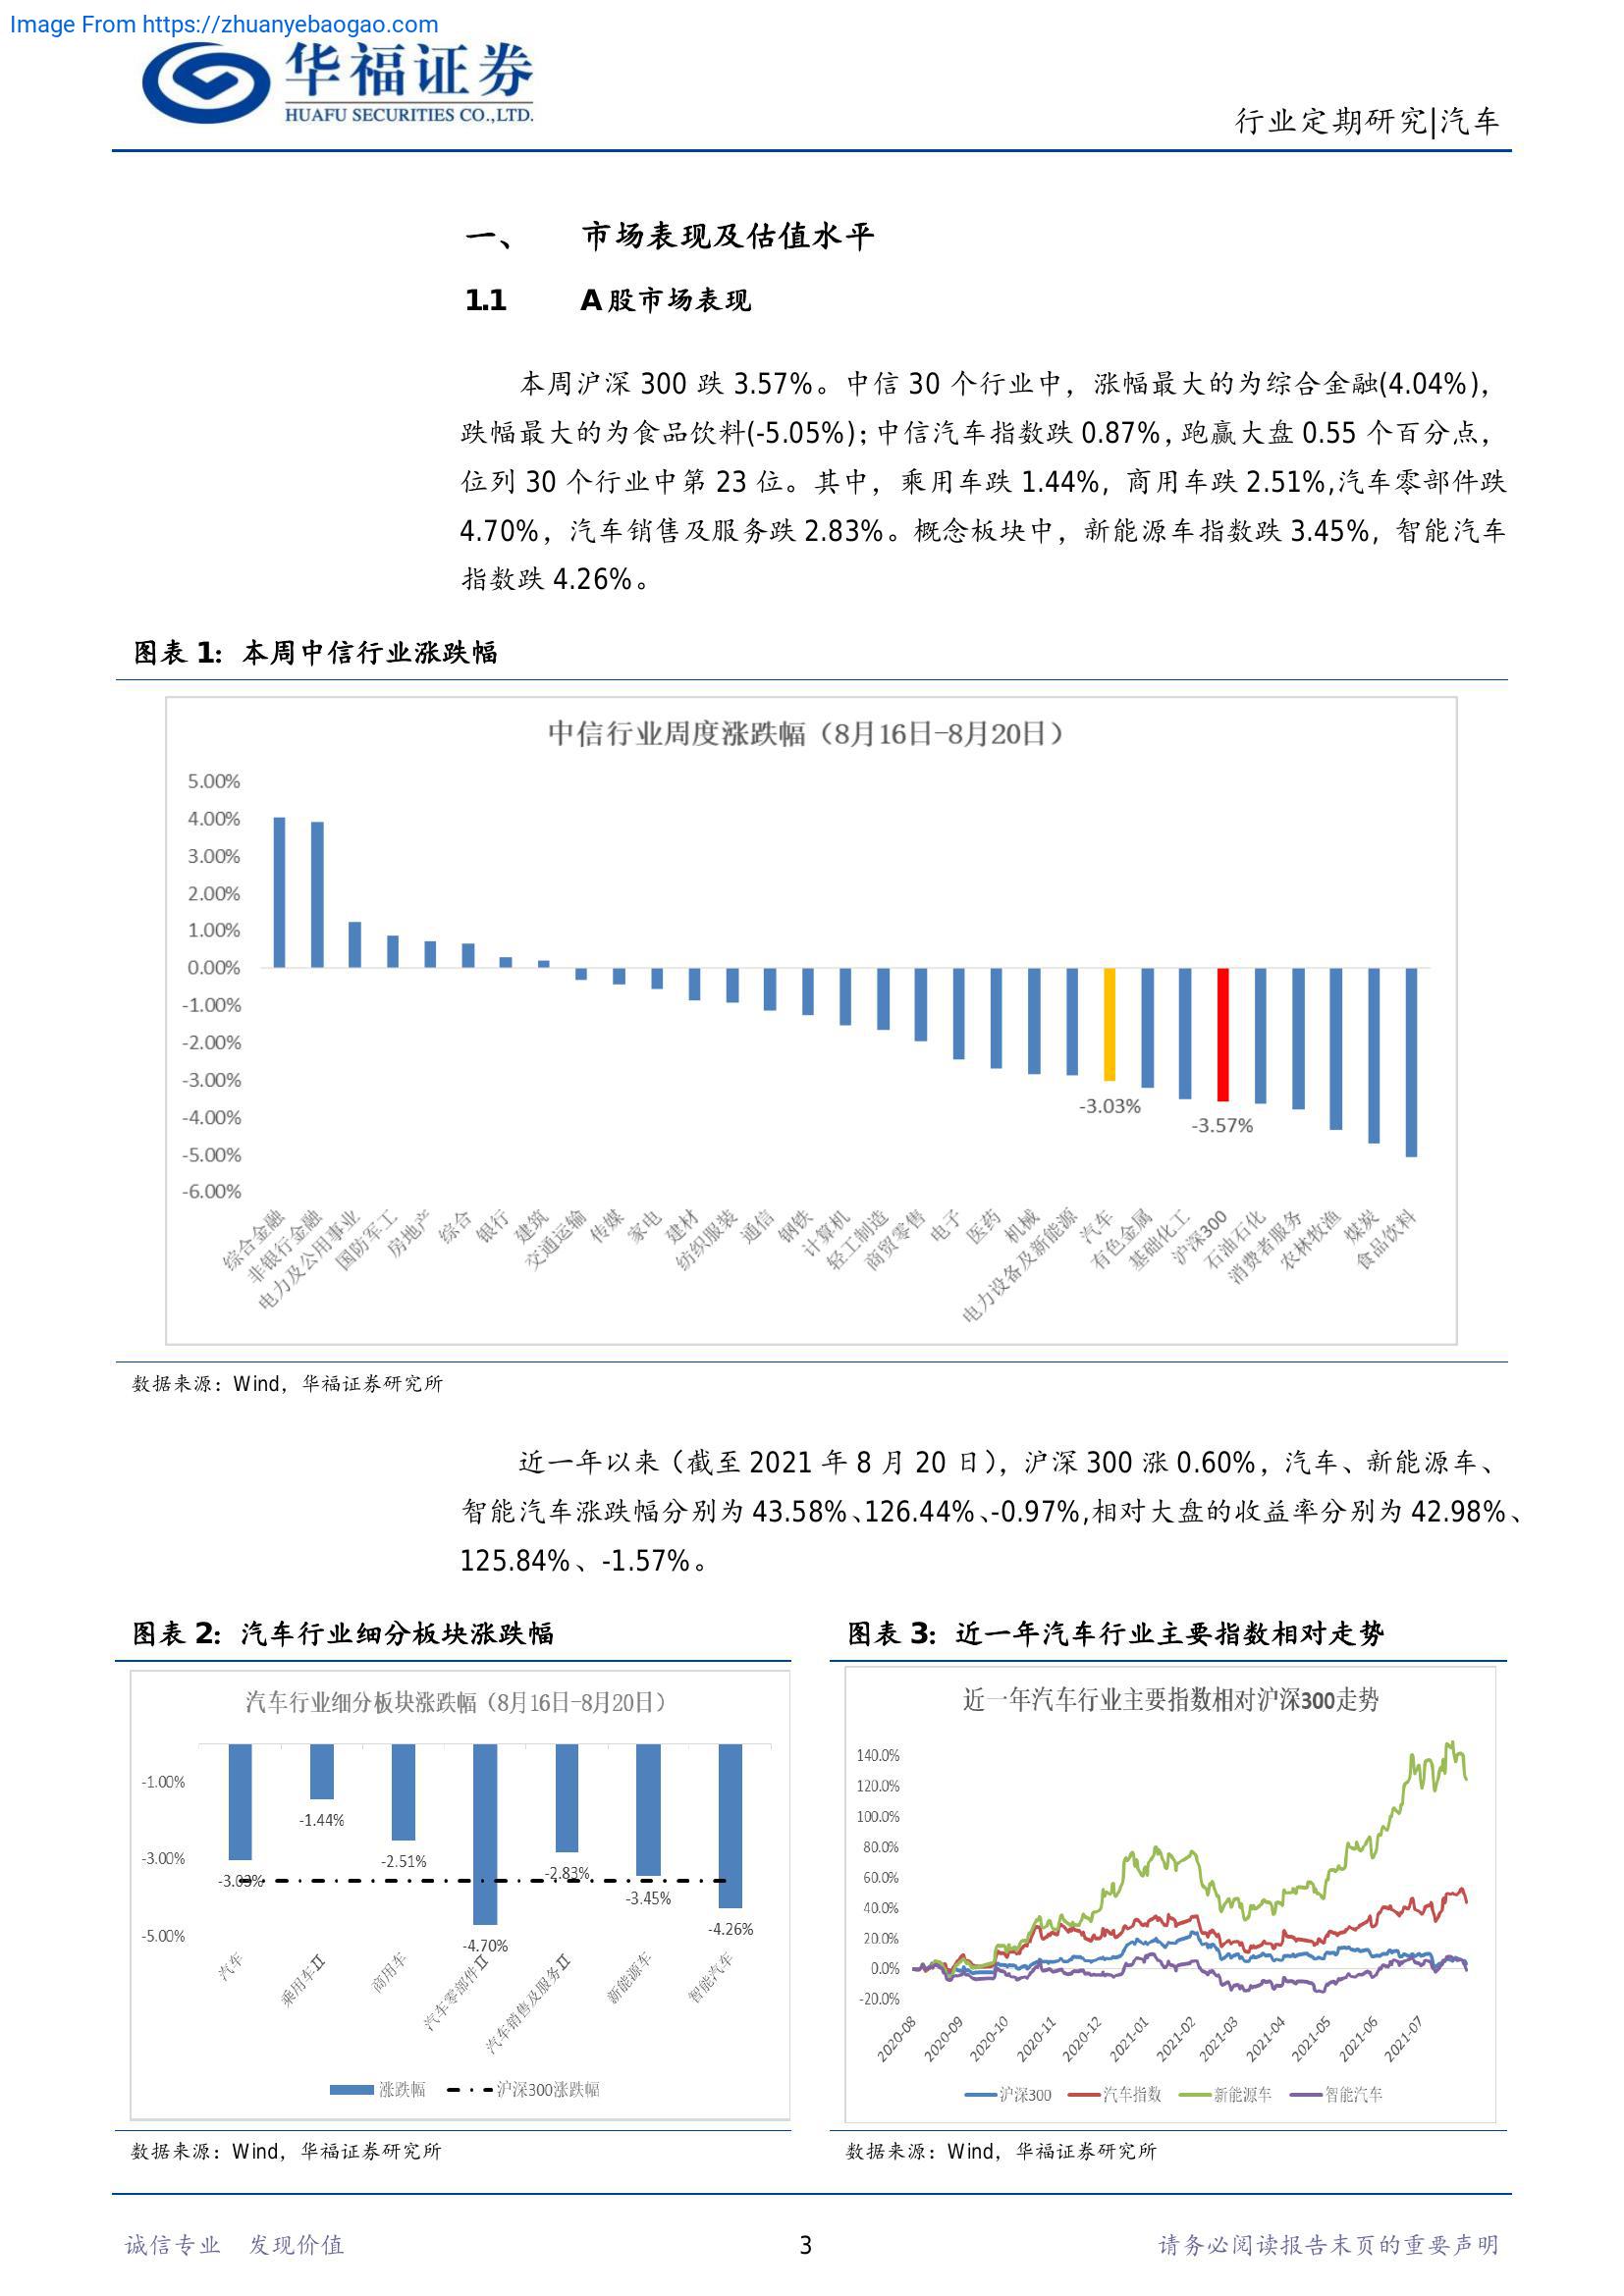 Image From https://zhuanyebaogao.com
华福证券
HUAFU SECURITIES CO.,LTD.
行业定期研究|汽车
一、 市场表现及估值水平
1.1 A股市场表现
本周沪深 300 跌 3.57%。中信 30 个行业中，涨幅最大的为综合金融(4.04%)，
跌幅最大的为食品饮料(-5.05%)；中信汽车指数跌 0.87%，跑赢大盘 0.55 个百分点，
位列 30 个行业中第 23 位。其中，乘用车跌 1.44%，商用车跌 2.51%,汽车零部件跌
4.70%，汽车销售及服务跌 2.83%。概念板块中，新能源车指数跌 3.45%，智能汽车
指数跌 4.26%。
图表 1：本周中信行业涨跌幅
中信行业周度涨跌幅（8月16日-8月20日）
5.00%
4.00%
3.00%
2.00%
1.00%
0.00%
-1.00%
-2.00%
-3.00%
-4.00%
-5.00%
-6.00%
-3.03%
-3.57%
综合金融
非银行金融
电力及公用事业
国防军工
房地产
综合
银行
建筑
交通运输
传媒
家电
建材
纺织服装
通信
钢铁
计算机
轻工制造
商贸零售
电子
医药
机械
电力设备及新能源
汽车
有色金属
基础化工
沪深300
石油石化
消费者服务
农林牧渔
煤炭
食品饮料
数据来源：Wind，华福证券研究所
近一年以来（截至 2021 年 8 月 20 日），沪深 300 涨 0.60%，汽车、新能源车、
智能汽车涨跌幅分别为 43.58%、126.44%、-0.97%,相对大盘的收益率分别为 42.98%、
125.84%、-1.57%。
图表 2：汽车行业细分板块涨跌幅
汽车行业细分板块涨跌幅（8月16日-8月20日）
-1.00%
-3.00%
-5.00%
-3.03%
-1.44%
-2.51%
-4.70%
-2.83%
-3.45%
-4.26%
汽车
乘用车Ⅱ
商用车
汽车零部件Ⅱ
汽车销售及服务Ⅱ
新能源车
智能汽车
涨跌幅
沪深300涨跌幅
数据来源：Wind，华福证券研究所
图表 3：近一年汽车行业主要指数相对走势
近一年汽车行业主要指数相对沪深300走势
140.0%
120.0%
100.0%
80.0%
60.0%
40.0%
20.0%
0.0%
-20.0%
2020-08
2020-09
2020-10
2020-11
2020-12
2021-01
2021-02
2021-03
2021-04
2021-05
2021-06
2021-07
沪深300
汽车指数
新能源车
智能汽车
数据来源：Wind，华福证券研究所
诚信专业 发现价值
3
请务必阅读报告末页的重要声明